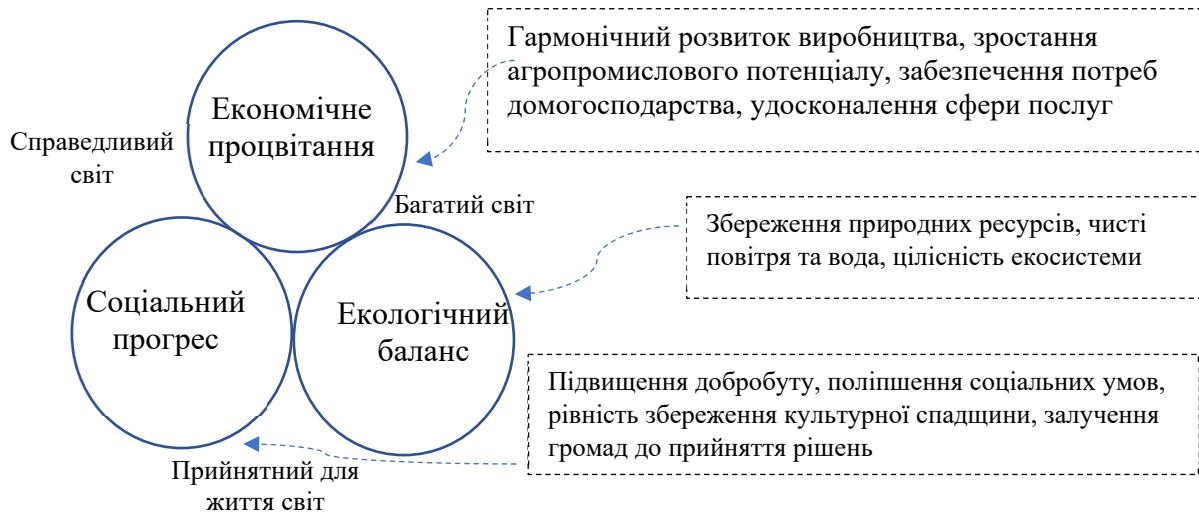 Гармонічний розвиток виробництва, зростання
агропромислового потенціалу, забезпечення потреб
домогосподарства, удосконалення сфери послуг
Економічне
процвітання
Справедливий
світ
Багатий світ
Збереження природних ресурсів, чисті
повітря та вода, цілісність екосистеми
Соціальний
прогрес
Екологічний
баланс
Підвищення добробуту, поліпшення соціальних умов,
рівність збереження культурної спадщини, залучення
громад до прийняття рішень
Прийнятний для
життя світ